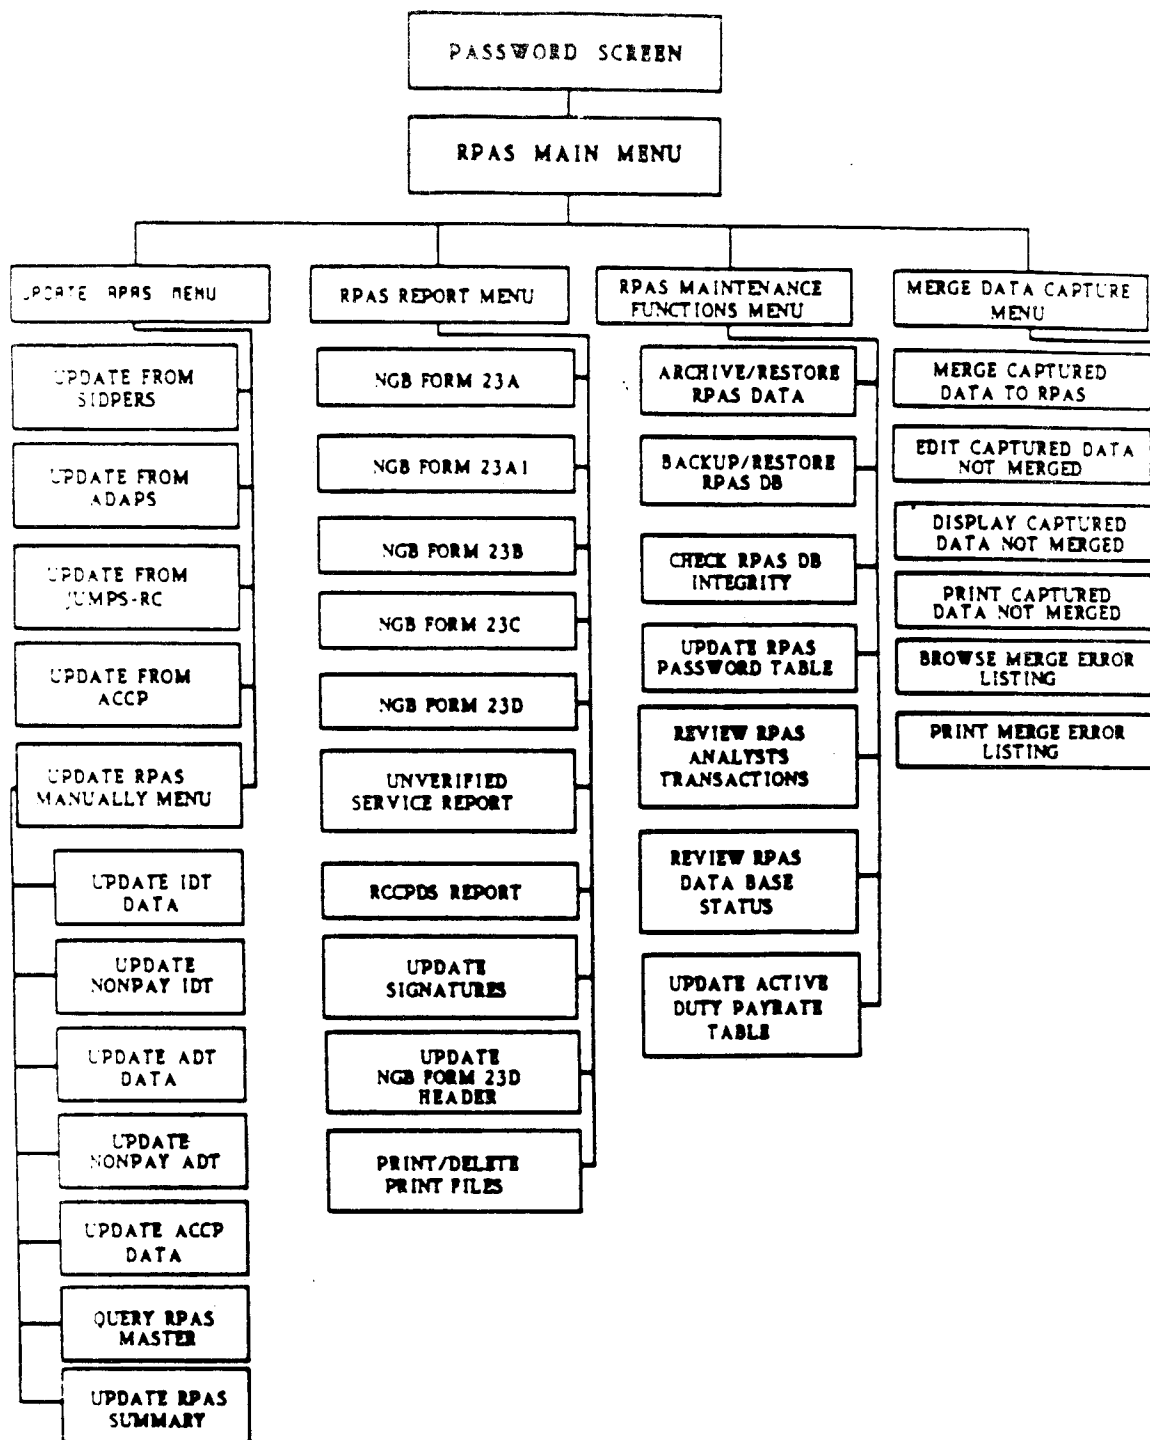 PASSWORD SCREEN
RPAS MAIN MENU
UPDATE RPAS MENU
UPDATE FROM
SIDPERS
UPDATE FROM
ADAPS
UPDATE FROM
JUMPS-RC
UPDATE FROM
ACCP
UPDATE RPAS
MANUALLY MENU
UPDATE IDT
DATA
UPDATE
NONPAY IDT
UPDATE ADT
DATA
UPDATE
NONPAY ADT
UPDATE ACCP
DATA
QUERY RPAS
MASTER
UPDATE RPAS
SUMMARY
RPAS REPORT MENU
NGB FORM 23A
NGB FORM 23A1
NGB FORM 23B
NGB FORM 23C
NGB FORM 23D
UNVERIFIED
SERVICE REPORT
RCCPDS REPORT
UPDATE
SIGNATURES
UPDATE
NGB FORM 23D
HEADER
PRINT/DELETE
PRINT FILES
RPAS MAINTENANCE
FUNCTIONS MENU
ARCHIVE/RESTORE
RPAS DATA
BACKUP/RESTORE
RPAS DB
CHECK RPAS DB
INTEGRITY
UPDATE RPAS
PASSWORD TABLE
REVIEW RPAS
ANALYSTS
TRANSACTIONS
REVIEW RPAS
DATA BASE
STATUS
UPDATE ACTIVE
DUTY PAYRATE
TABLE
MERGE DATA CAPTURE
MENU
MERGE CAPTURED
DATA TO RPAS
EDIT CAPTURED DATA
NOT MERGED
DISPLAY CAPTURED
DATA NOT MERGED
PRINT CAPTURED
DATA NOT MERGED
BROWSE MERGE ERROR
LISTING
PRINT MERGE ERROR
LISTING